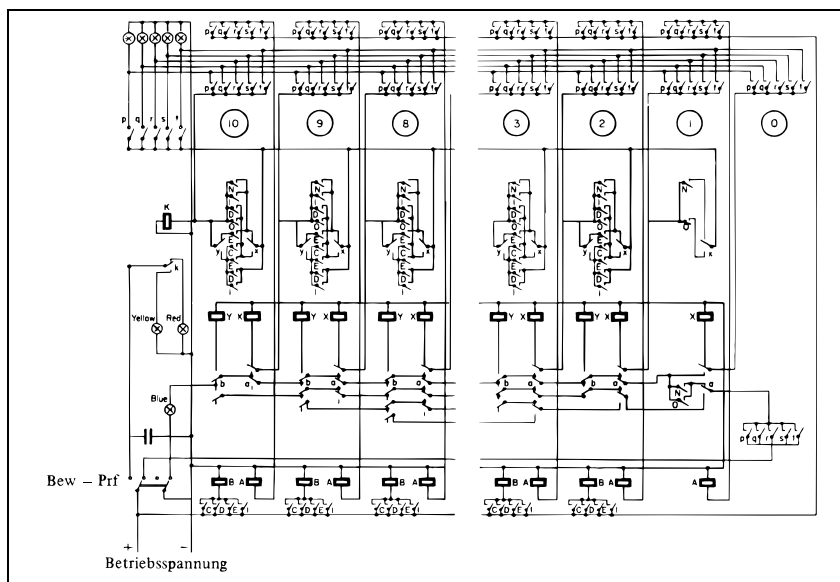 p q r s t p q r s t p q r s t p q r s t p q r s t p q r s t
p q r s t p q r s t p q r s t p q r s t p q r s t p q r s t p q r s t
p q r s t
10 9 8 3 2 1 0
N N N N N N
I I I I I
D D D D D
O O O O O O
E E E E E
y x y x y x y x y x x
C C C C C
E E E E E
D D D D D
I I I I I
K
k
Yellow Red
Y X Y X Y X Y X Y X X
b a b a b a b a b a a
N
O
Blue
p q r s t
Bew – Prf
B A B A B A B A B A A
C D E I C D E I C D E I C D E I C D E I
+ –
Betriebsspannung